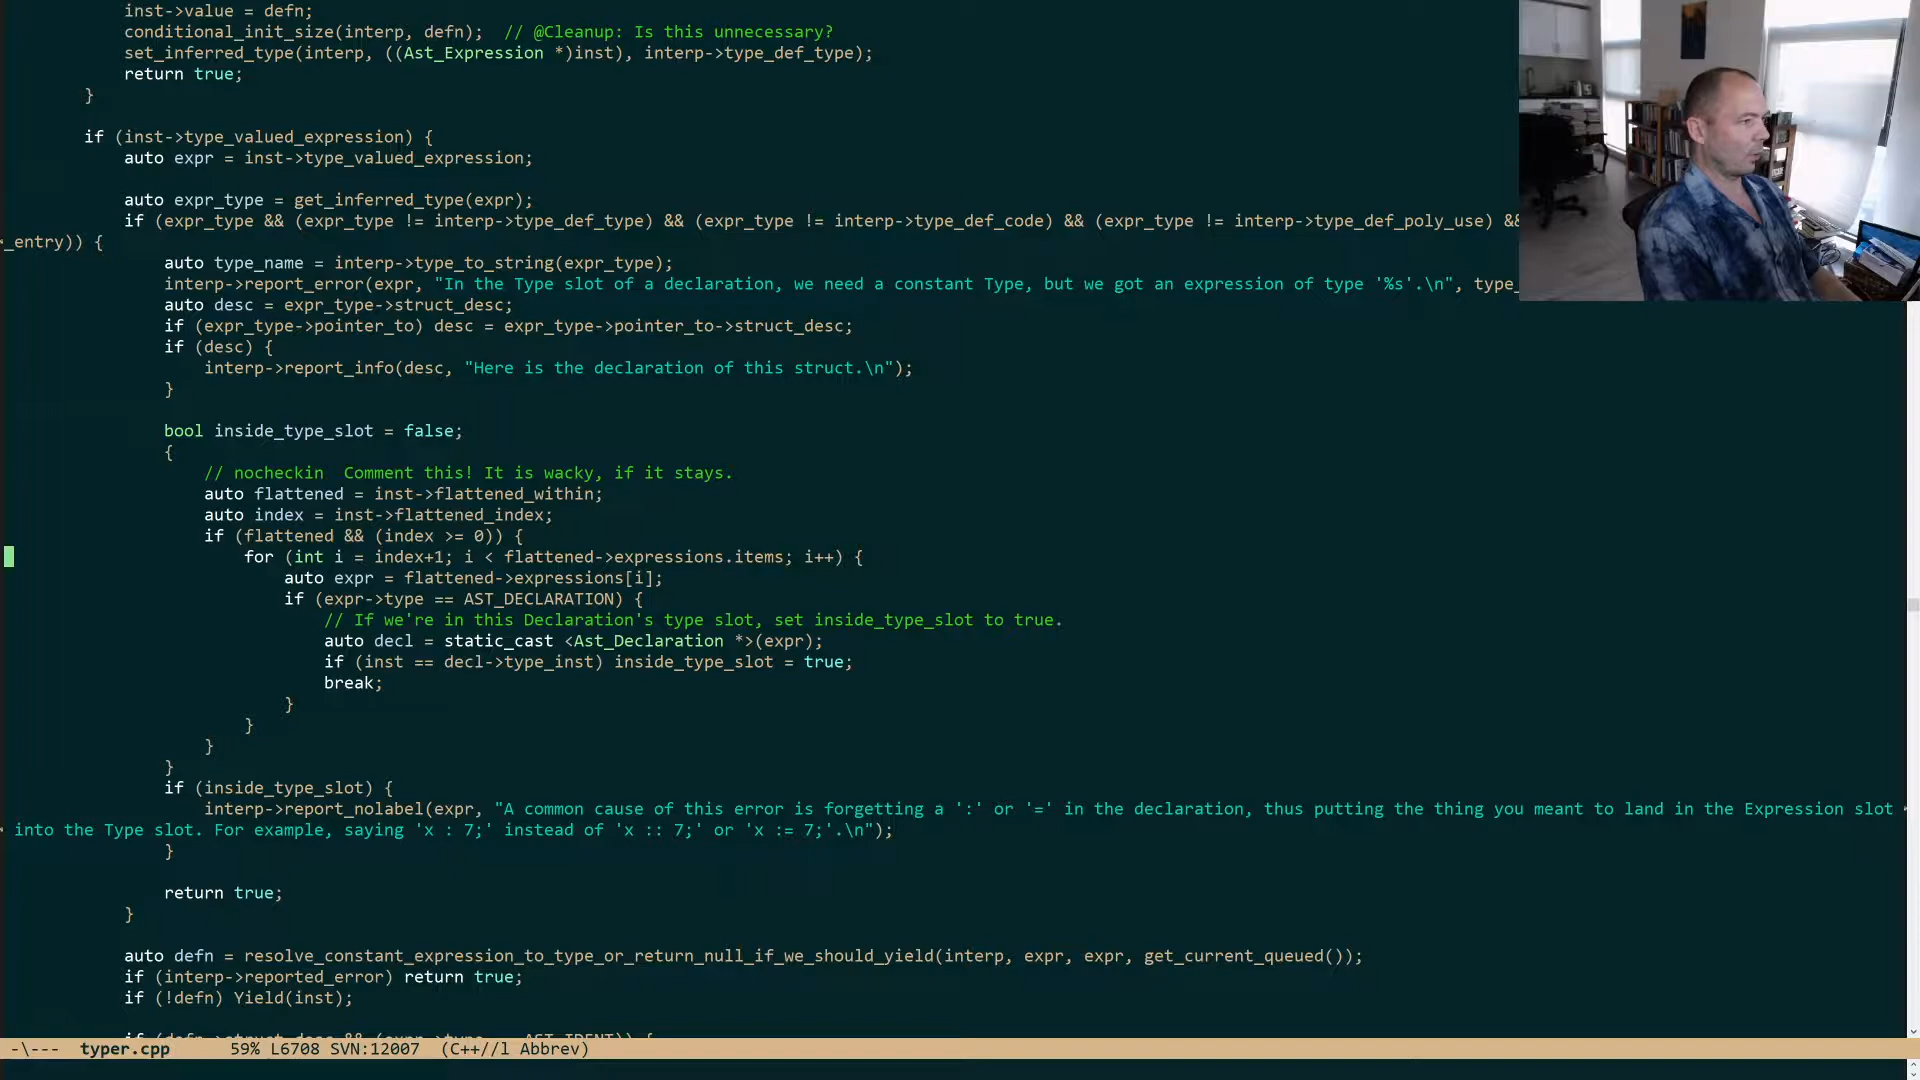 inst->value = defn;
conditional_init_size(interp, defn);  // @Cleanup: Is this unnecessary?
set_inferred_type(interp, ((Ast_Expression *)inst), interp->type_def_type);
return true;
}
if (inst->type_valued_expression) {
auto expr = inst->type_valued_expression;
auto expr_type = get_inferred_type(expr);
if (expr_type && (expr_type != interp->type_def_type) && (expr_type != interp->type_def_code) && (expr_type != interp->type_def_poly_use) &&
_entry)) {
auto type_name = interp->type_to_string(expr_type);
interp->report_error(expr, "In the Type slot of a declaration, we need a constant Type, but we got an expression of type '%s'.\n", type_
auto desc = expr_type->struct_desc;
if (expr_type->pointer_to) desc = expr_type->pointer_to->struct_desc;
if (desc) {
interp->report_info(desc, "Here is the declaration of this struct.\n");
}
bool inside_type_slot = false;
{
// nocheckin  Comment this! It is wacky, if it stays.
auto flattened = inst->flattened_within;
auto index = inst->flattened_index;
if (flattened && (index >= 0)) {
for (int i = index+1; i < flattened->expressions.items; i++) {
auto expr = flattened->expressions[i];
if (expr->type == AST_DECLARATION) {
// If we're in this Declaration's type slot, set inside_type_slot to true.
auto decl = static_cast <Ast_Declaration *>(expr);
if (inst == decl->type_inst) inside_type_slot = true;
break;
}
}
}
}
if (inside_type_slot) {
interp->report_nolabel(expr, "A common cause of this error is forgetting a ':' or '=' in the declaration, thus putting the thing you meant to land in the Expression slot
into the Type slot. For example, saying 'x : 7;' instead of 'x :: 7;' or 'x := 7;'.\n");
}
return true;
}
auto defn = resolve_constant_expression_to_type_or_return_null_if_we_should_yield(interp, expr, expr, get_current_queued());
if (interp->reported_error) return true;
if (!defn) Yield(inst);
if (defn->struct_desc && (expr->type == AST_IDENT)) {
-\---  typer.cpp      59% L6708 SVN:12007  (C++//l Abbrev)